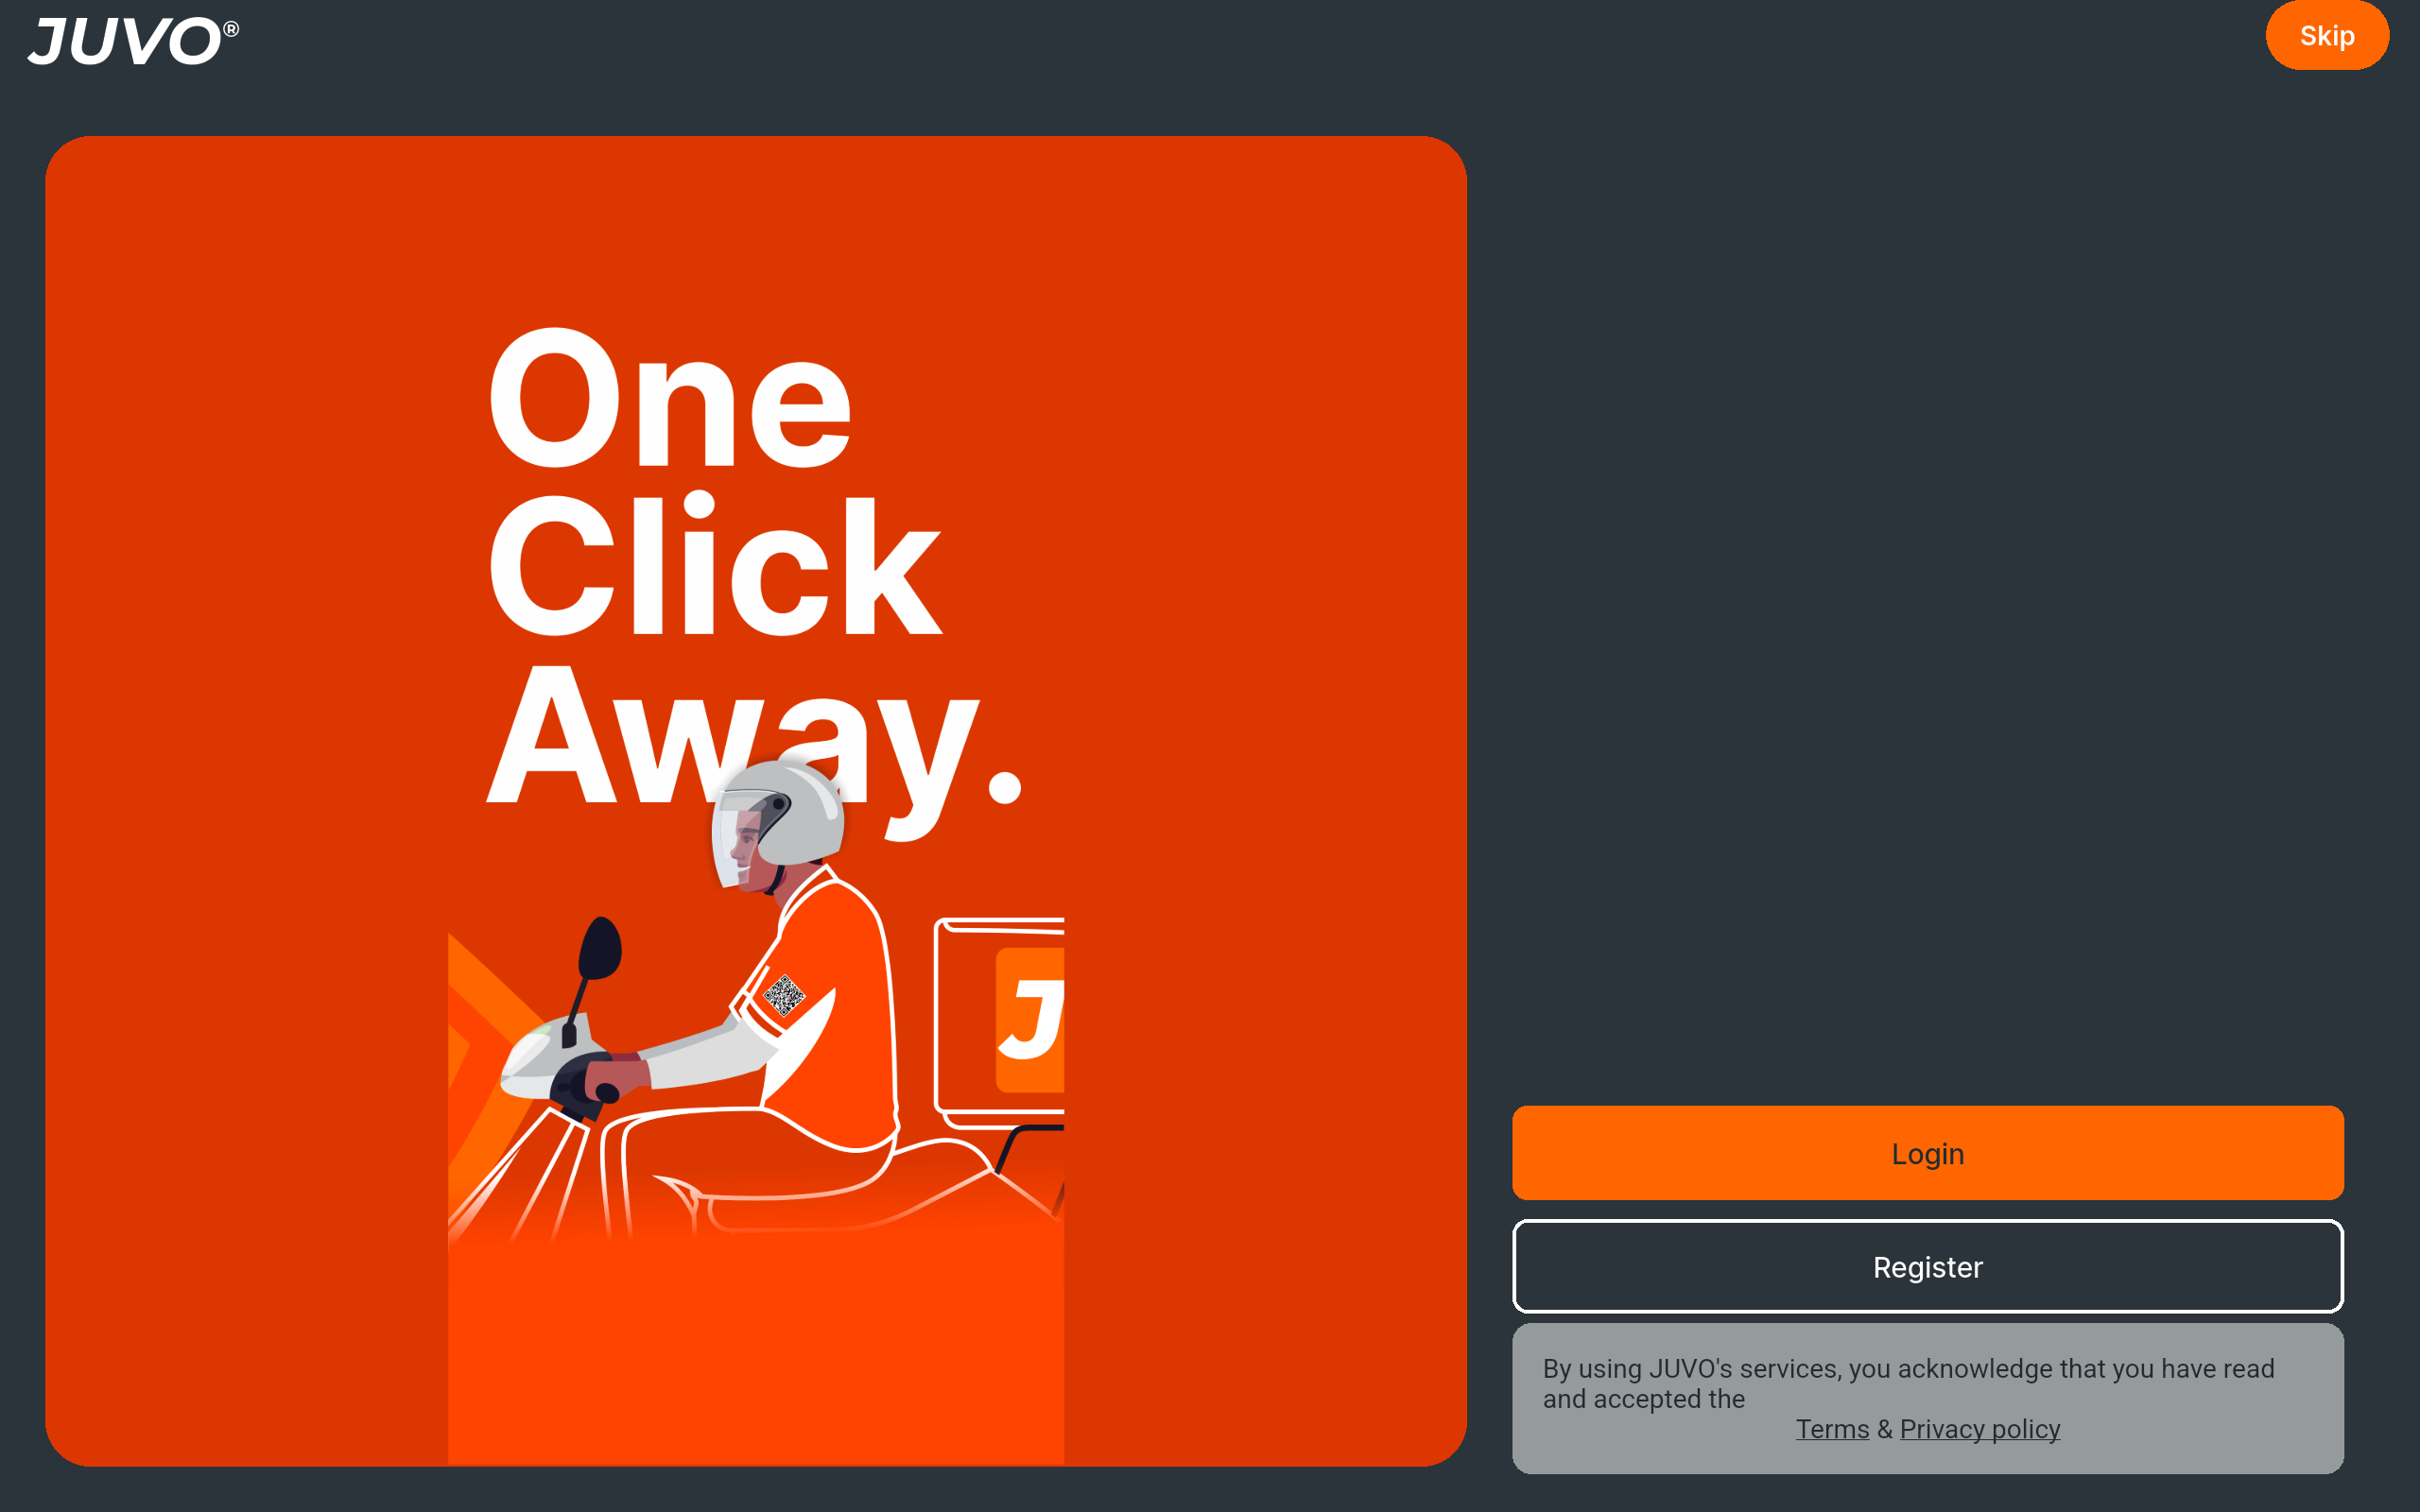 JUVO®
Skip
One
Click
Away.
J
Login
Register
By using JUVO's services, you acknowledge that you have read
and accepted the
Terms & Privacy policy